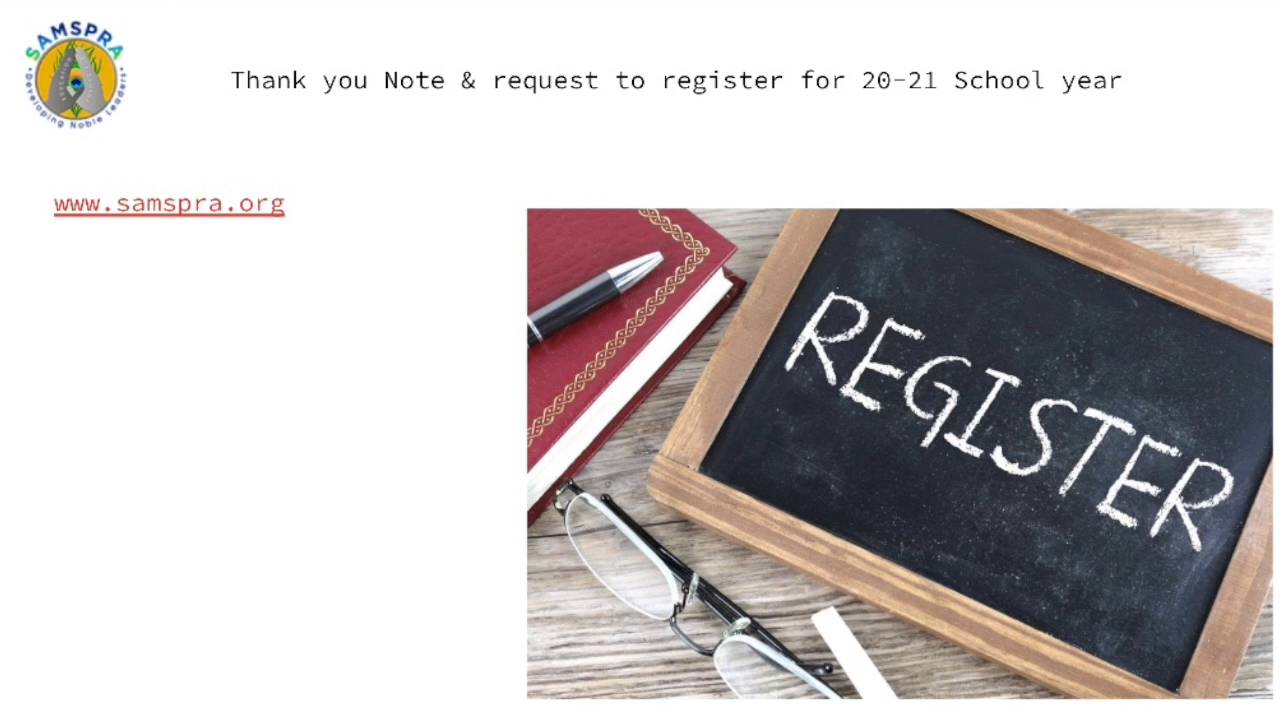 SAMSPRA
Developing Noble Leaders
Thank you Note & request to register for 20-21 School year
www.samspra.org
REGISTER